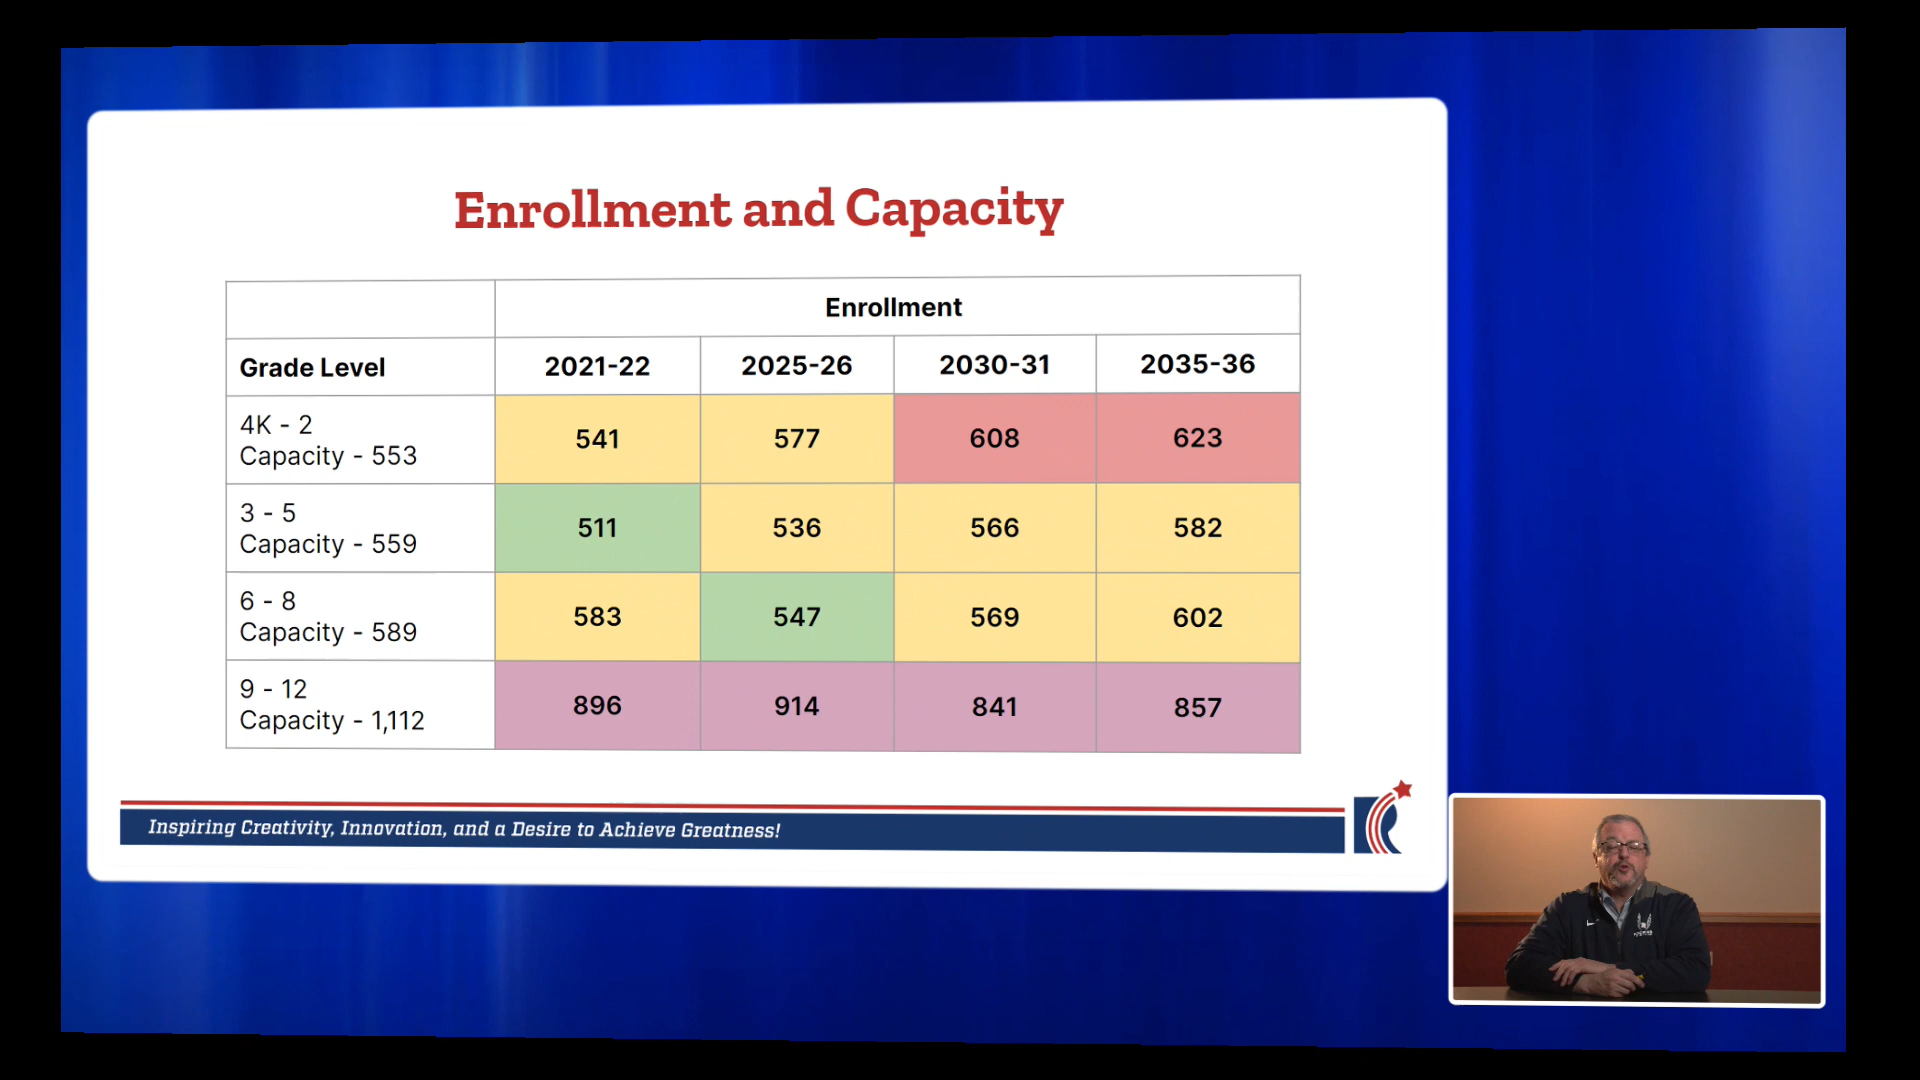 Enrollment and Capacity
Enrollment
Grade Level 2021-22 2025-26 2030-31 2035-36
4K - 2
Capacity - 553
541 577 608 623
3 - 5
Capacity - 559
511 536 566 582
6 - 8
Capacity - 589
583 547 569 602
9 - 12
Capacity - 1,112
896 914 841 857
Inspiring Creativity, Innovation, and a Desire to Achieve Greatness!